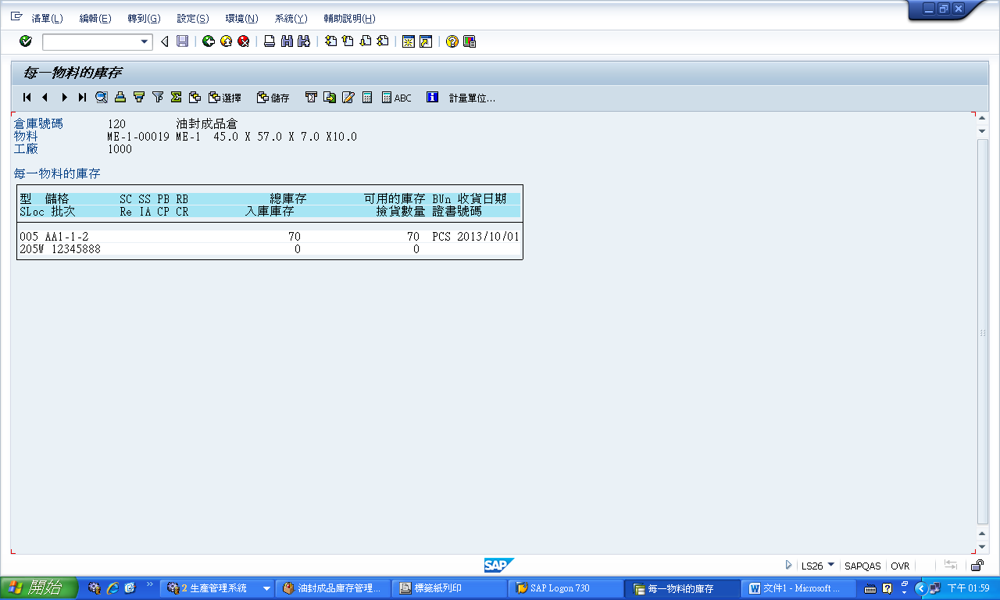 清單(L) 編輯(E) 轉到(G) 設定(S) 環境(N) 系統(Y) 輔助說明(H)
每一物料的庫存
選擇 儲存 ABC 計量單位...
倉庫號碼 120 油封成品倉
物料 ME-1-00019 ME-1 45.0 X 57.0 X 7.0 X10.0
工廠 1000
每一物料的庫存
型 儲格 SC SS PB RB 總庫存 可用的庫存 BUn 收貨日期
SLoc 批次 Re IA CP CR 入庫庫存 撿貨數量 證書號碼
005 AA1-1-2 70 70 PCS 2013/10/01
205W 12345888 0 0
SAP LS26 SAPQAS OVR
開始 2 生產管理系統 油封成品庫存管理... 標籤紙列印 SAP Logon 730 每一物料的庫存 文件1 - Microsoft ... 下午 01:59